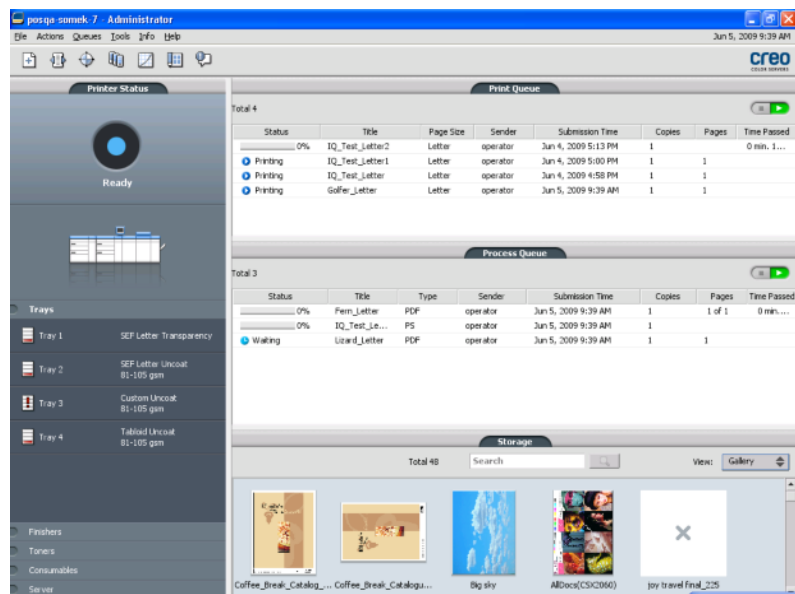 posqa-somek-7 - Administrator
File Actions Queues Tools Info Help Jun 5, 2009 9:39 AM
creo
COLOR SERVERS
Printer Status
Ready
Trays
Tray 1 SEF Letter Transparency
Tray 2 SEF Letter Uncoat
81-105 gsm
Tray 3 Custom Uncoat
81-105 gsm
Tray 4 Tabloid Uncoat
81-105 gsm
Finishers
Toners
Consumables
Server
Print Queue
Total 4
Status Title Page Size Sender Submission Time Copies Pages Time Passed
0% IQ_Test_Letter2 Letter operator Jun 4, 2009 5:13 PM 1 0 min. 1...
Printing IQ_Test_Letter1 Letter operator Jun 4, 2009 5:00 PM 1 1
Printing IQ_Test_Letter Letter operator Jun 4, 2009 4:58 PM 1 1
Printing Golfer_Letter Letter operator Jun 5, 2009 9:39 AM 1 1
Process Queue
Total 3
Status Title Type Sender Submission Time Copies Pages Time Passed
0% Fern_Letter PDF operator Jun 5, 2009 9:39 AM 1 1 of 1 0 min....
0% IQ_Test_Le... PS operator Jun 5, 2009 9:39 AM 1
Waiting Lizard_Letter PDF operator Jun 5, 2009 9:39 AM 1 1
Storage
Total 48 Search View: Gallery
Coffee_Break_Catalog_... Coffee_Break_Catalogu... Big sky AllDocs(CSX2060) joy travel final_225